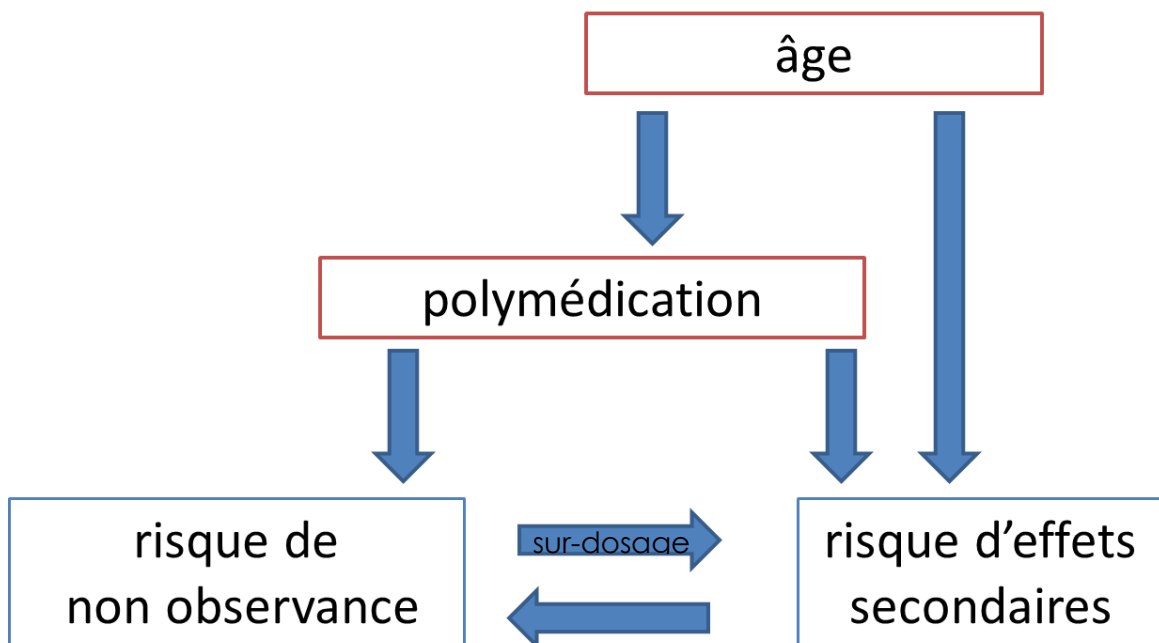 âge
polymédication
risque de
non observance
sur-dosage
risque d’effets
secondaires